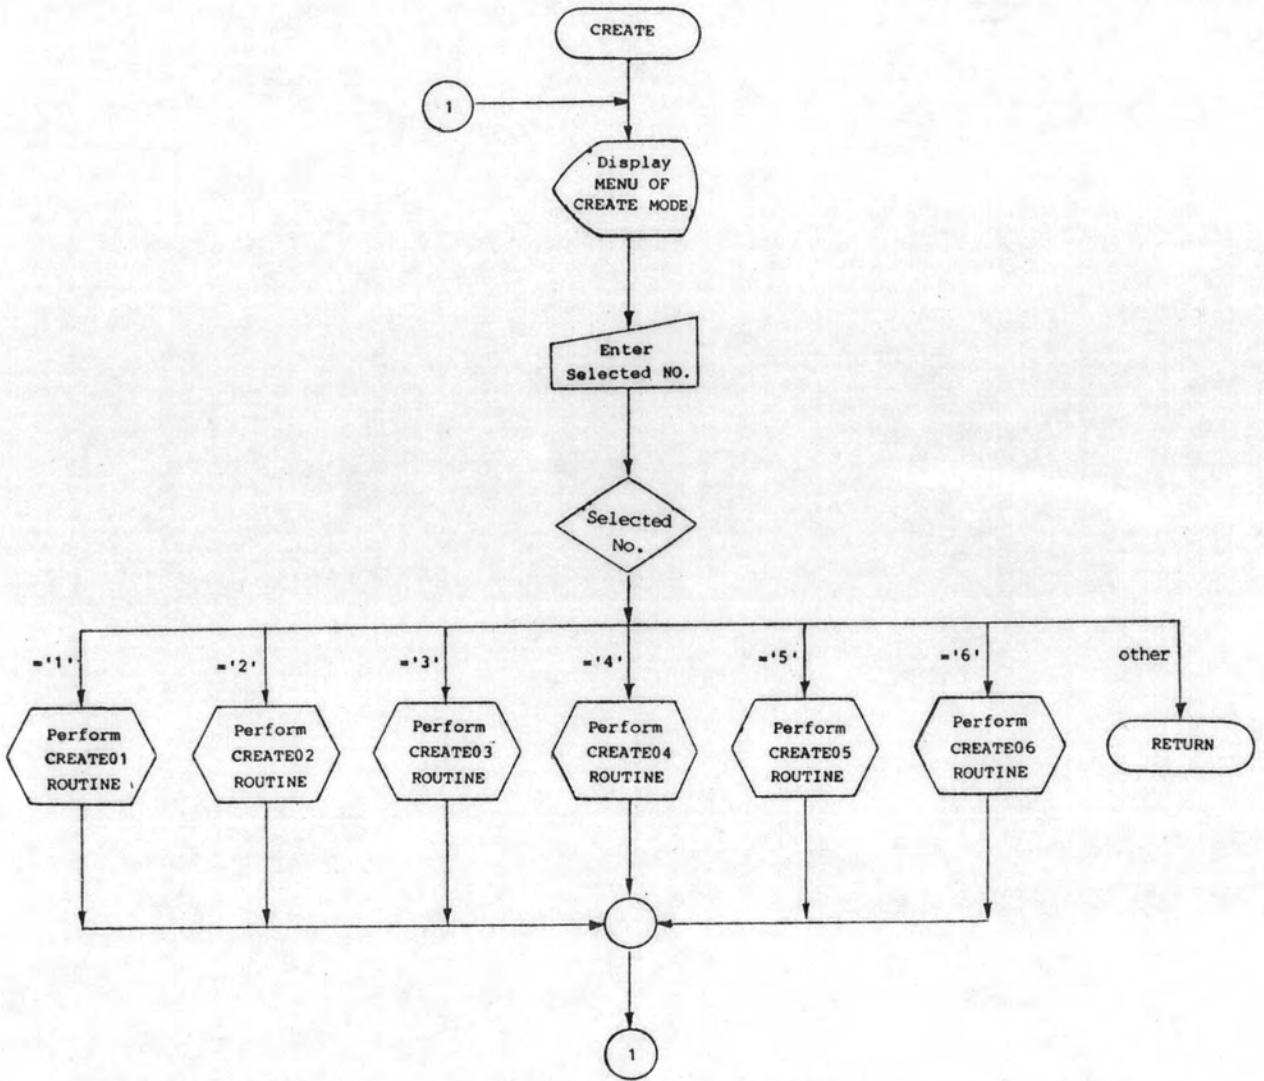 CREATE
1
Display
MENU OF
CREATE MODE
Enter
Selected NO.
Selected
No.
='1'
='2'
='3'
='4'
='5'
='6'
other
Perform
CREATE01
ROUTINE
Perform
CREATE02
ROUTINE
Perform
CREATE03
ROUTINE
Perform
CREATE04
ROUTINE
Perform
CREATE05
ROUTINE
Perform
CREATE06
ROUTINE
RETURN
1